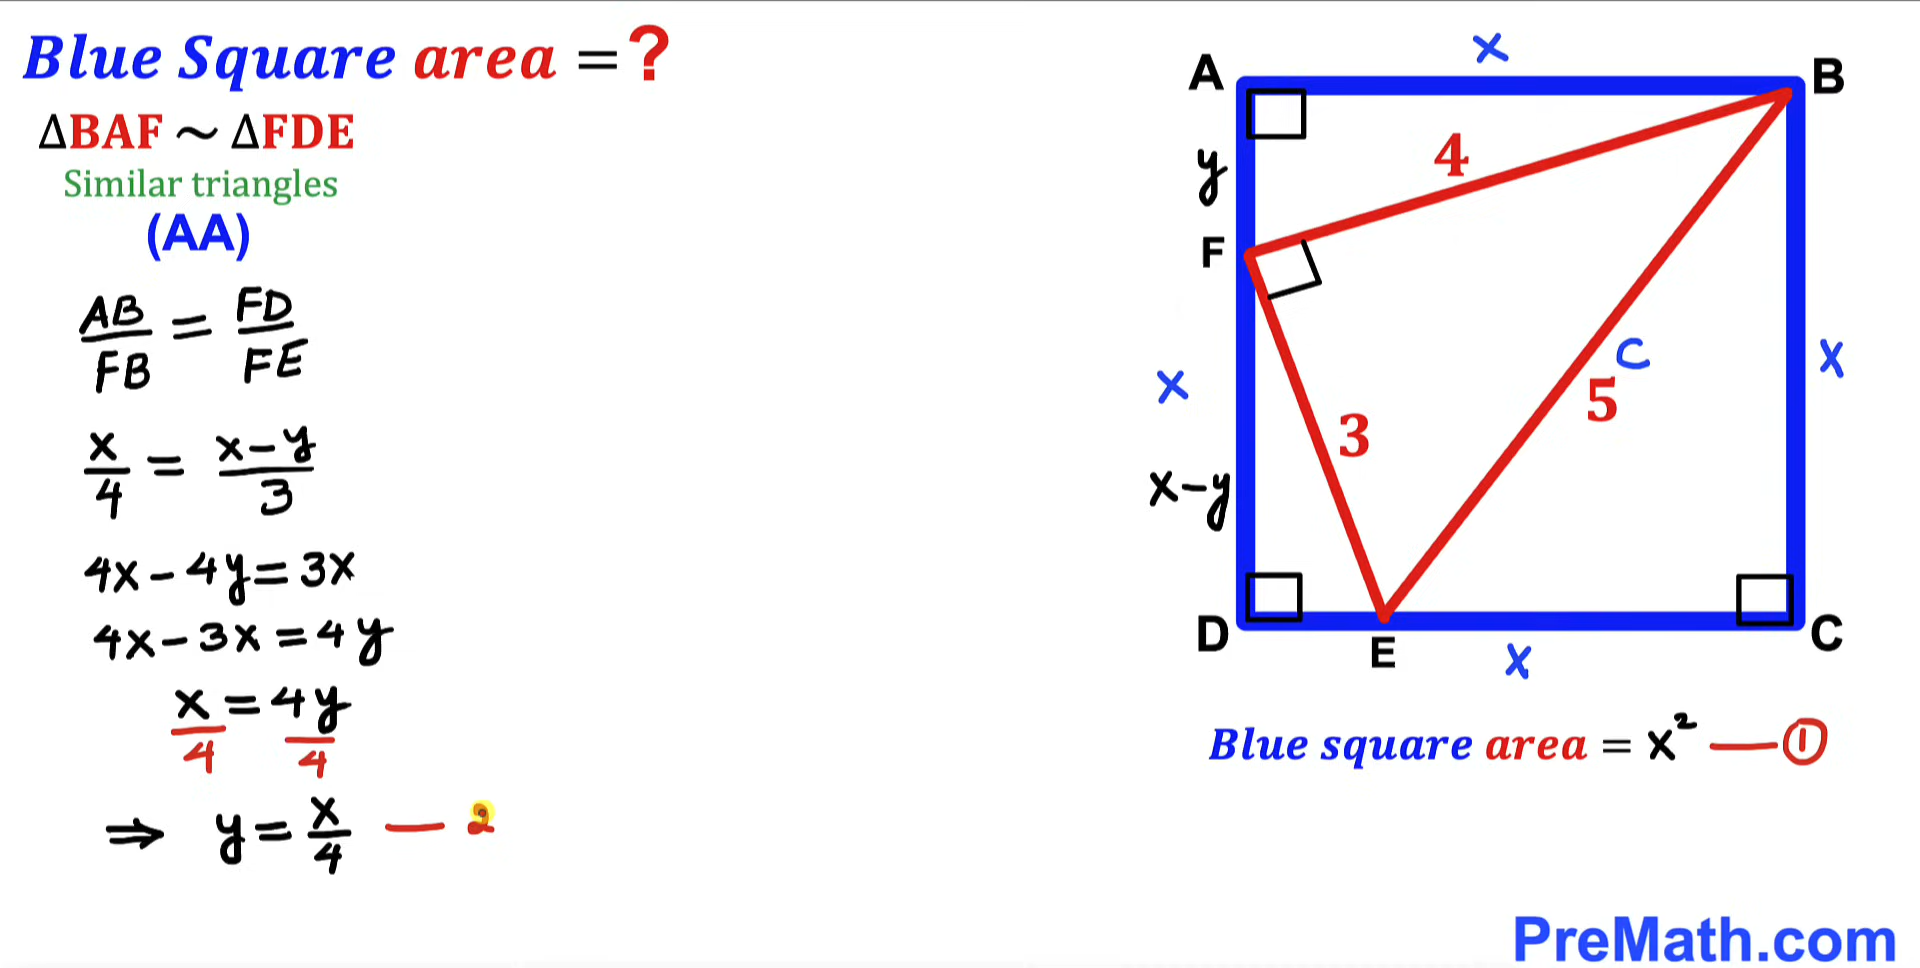 Blue Square area = ?
ΔBAF ~ ΔFDE
Similar triangles
(AA)
AB/FB = FD/FE
x/4 = x-y/3
4x - 4y = 3x
4x - 3x = 4y
x/4 = 4y/4
⇒ y = x/4 — 2
x
A
B
y
4
F
C
x
x
5
3
x-y
D
E
x
C
Blue square area = x² — ①
PreMath.com